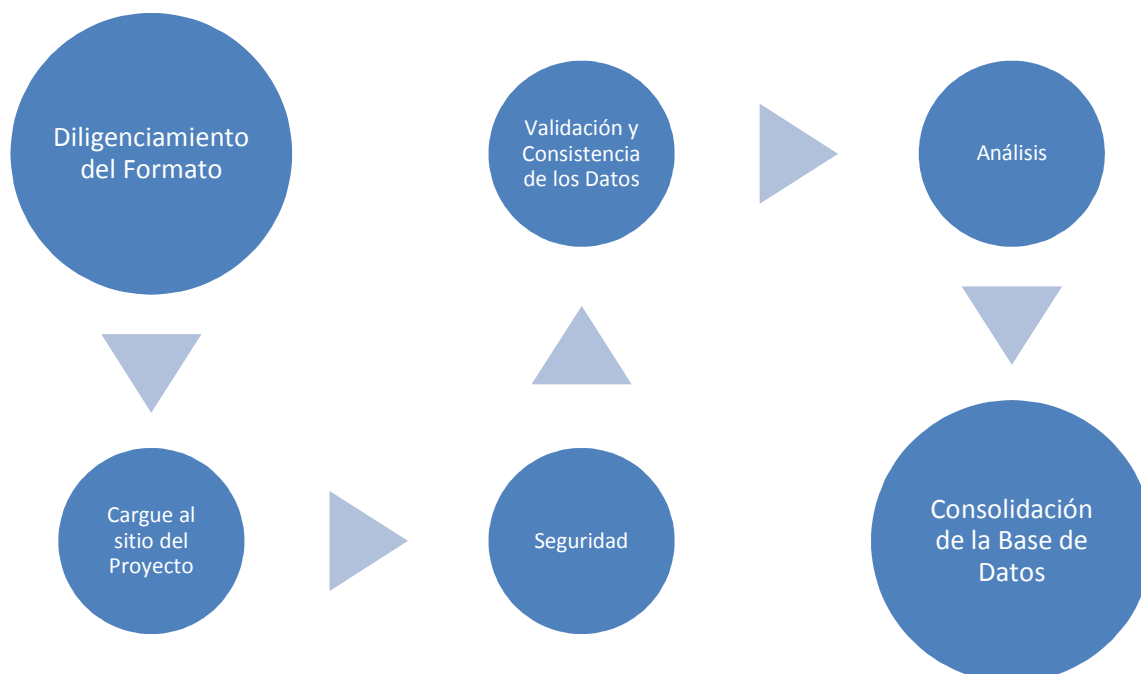 Diligenciamiento
del Formato
Cargue al
sitio del
Proyecto
Seguridad
Validación y
Consistencia
de los Datos
Análisis
Consolidación
de la Base de
Datos